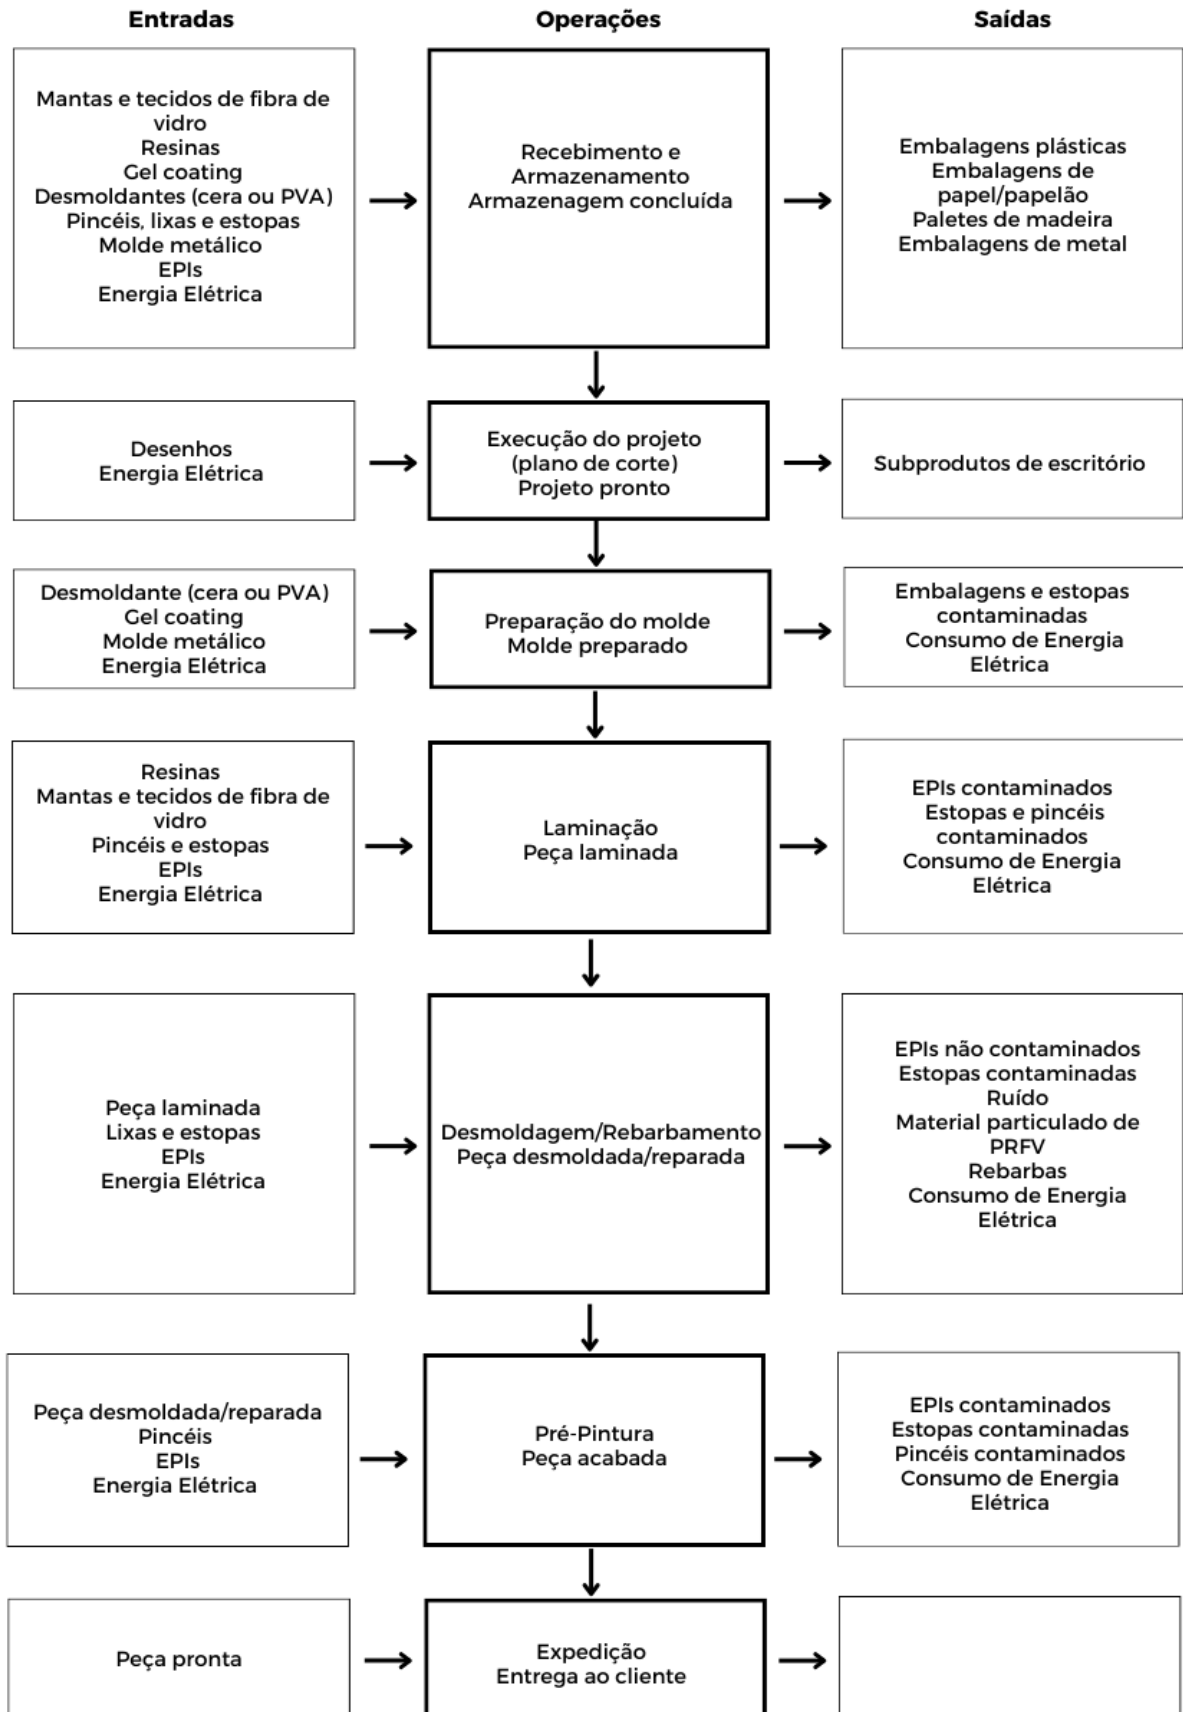 Entradas
Operações
Saídas
Mantas e tecidos de fibra de
vidro
Resinas
Gel coating
Desmoldantes (cera ou PVA)
Pincéis, lixas e estopas
Molde metálico
EPIs
Energia Elétrica
Recebimento e
Armazenamento
Armazenagem concluída
Embalagens plásticas
Embalagens de
papel/papelão
Paletes de madeira
Embalagens de metal
Desenhos
Energia Elétrica
Execução do projeto
(plano de corte)
Projeto pronto
Subprodutos de escritório
Desmoldante (cera ou PVA)
Gel coating
Molde metálico
Energia Elétrica
Preparação do molde
Molde preparado
Embalagens e estopas
contaminadas
Consumo de Energia
Elétrica
Resinas
Mantas e tecidos de fibra de
vidro
Pincéis e estopas
EPIs
Energia Elétrica
Laminação
Peça laminada
EPIs contaminados
Estopas e pincéis
contaminados
Consumo de Energia
Elétrica
Peça laminada
Lixas e estopas
EPIs
Energia Elétrica
Desmoldagem/Rebarbamento
Peça desmoldada/reparada
EPIs não contaminados
Estopas contaminadas
Ruído
Material particulado de
PRFV
Rebarbas
Consumo de Energia
Elétrica
Peça desmoldada/reparada
Pincéis
EPIs
Energia Elétrica
Pré-Pintura
Peça acabada
EPIs contaminados
Estopas contaminadas
Pincéis contaminados
Consumo de Energia
Elétrica
Peça pronta
Expedição
Entrega ao cliente